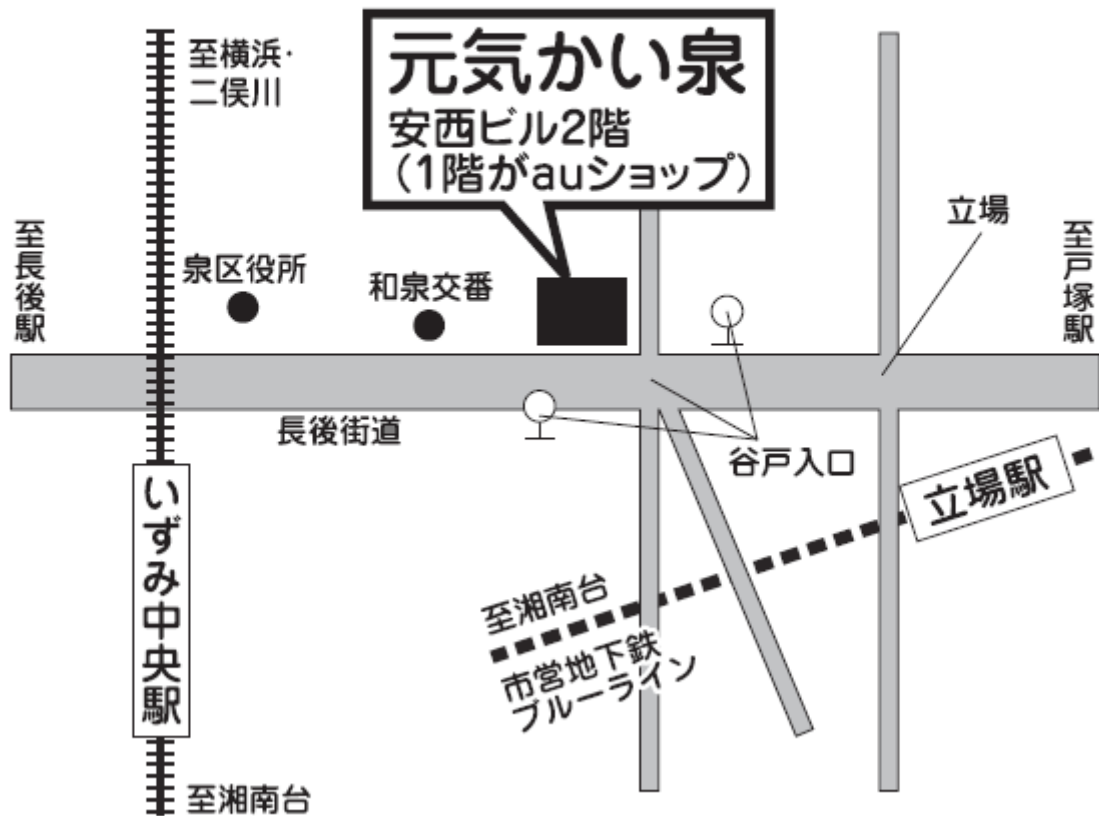 至横浜・
二俣川
元気かい泉
安西ビル2階
(1階がauショップ)
立場
至長後駅
至戸塚駅
泉区役所
和泉交番
長後街道
谷戸入口
立場駅
いずみ中央駅
至湘南台
市営地下鉄
ブルーライン
至湘南台